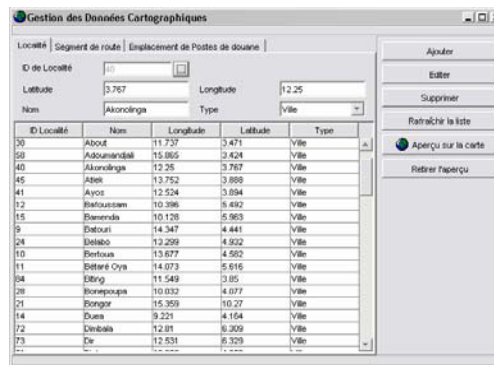 Gestion des Données Cartographiques
Localité Segment de route Emplacement de Postes de douane
ID de Localité 40
Latitude 3.767 Longitude 12.25
Nom Akonolinga Type Ville
Ajouter
Editer
Supprimer
Rafraîchir la liste
Aperçu sur la carte
Retirer l'aperçu
ID Localité Nom Longitude Latitude Type
30 About 11.737 3.471 Ville
58 Adoumandjali 15.865 3.424 Ville
40 Akonolinga 12.25 3.767 Ville
45 Atiek 13.752 3.888 Ville
41 Ayos 12.524 3.894 Ville
12 Bafoussam 10.396 5.492 Ville
15 Bamenda 10.128 5.963 Ville
9 Batouri 14.347 4.441 Ville
24 Belabo 13.299 4.932 Ville
10 Bertoua 13.677 4.582 Ville
11 Bétaré Oya 14.073 5.616 Ville
84 Biting 11.549 3.85 Ville
28 Bonepoupa 10.032 4.077 Ville
21 Bongor 15.359 10.27 Ville
14 Buea 9.221 4.164 Ville
72 Dimbala 12.81 6.309 Ville
73 Dir 12.531 6.329 Ville